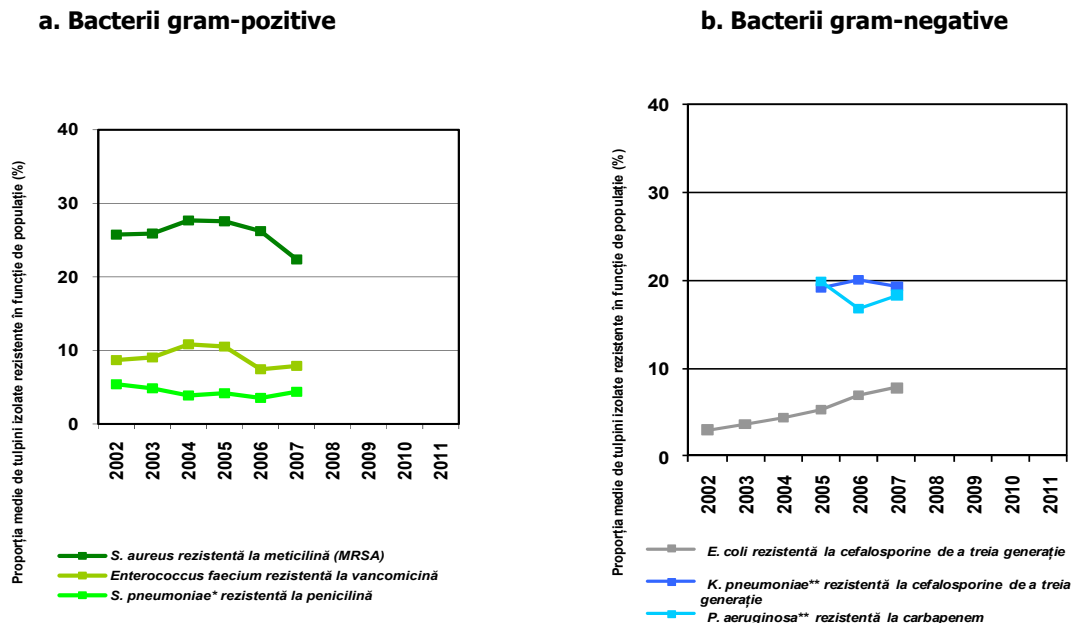 a. Bacterii gram-pozitive
Proporția medie de tulpini izolate rezistente în funcție de populație (%)
40
30
20
10
0
2002
2003
2004
2005
2006
2007
2008
2009
2010
2011
S. aureus rezistentă la meticilină (MRSA)
Enterococcus faecium rezistentă la vancomicină
S. pneumoniae* rezistentă la penicilină
b. Bacterii gram-negative
Proporția medie de tulpini izolate rezistente în funcție de populație (%)
40
30
20
10
0
2002
2003
2004
2005
2006
2007
2008
2009
2010
2011
E. coli rezistentă la cefalosporine de a treia generație
K. pneumoniae** rezistentă la cefalosporine de a treia
generație
P. aeruginosa** rezistentă la carbapenem